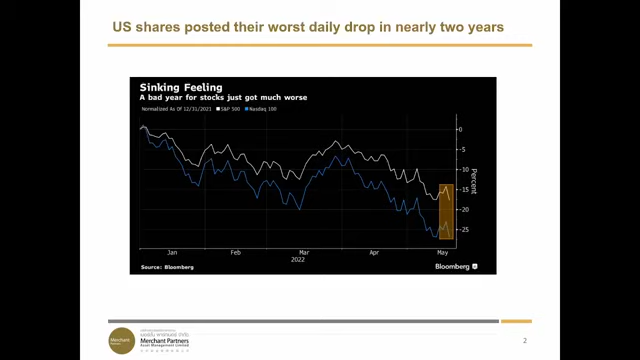 US shares posted their worst daily drop in nearly two years
Sinking Feeling
A bad year for stocks just got much worse
Normalized As Of 12/31/2021 S&P 500 Nasdaq 100
0
-5
-10
-15
-20
-25
Percent
Jan Feb Mar Apr May
2022
Source: Bloomberg
Bloomberg
Merchant
Partners
Merchant Partners
Asset Management Limited
2